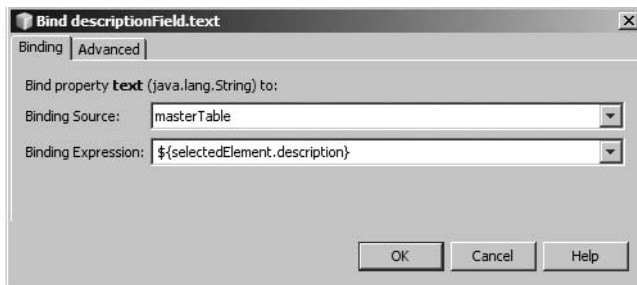 Bind descriptionField.text
Binding Advanced
Bind property text (java.lang.String) to:
Binding Source: masterTable
Binding Expression: ${selectedElement.description}
OK Cancel Help